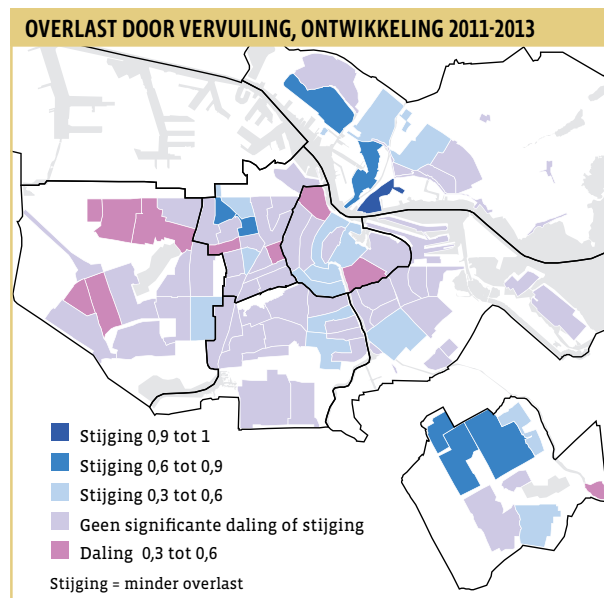 OVERLAST DOOR VERVUILING, ONTWIKKELING 2011-2013
Stijging 0,9 tot 1
Stijging 0,6 tot 0,9
Stijging 0,3 tot 0,6
Geen significante daling of stijging
Daling 0,3 tot 0,6
Stijging = minder overlast